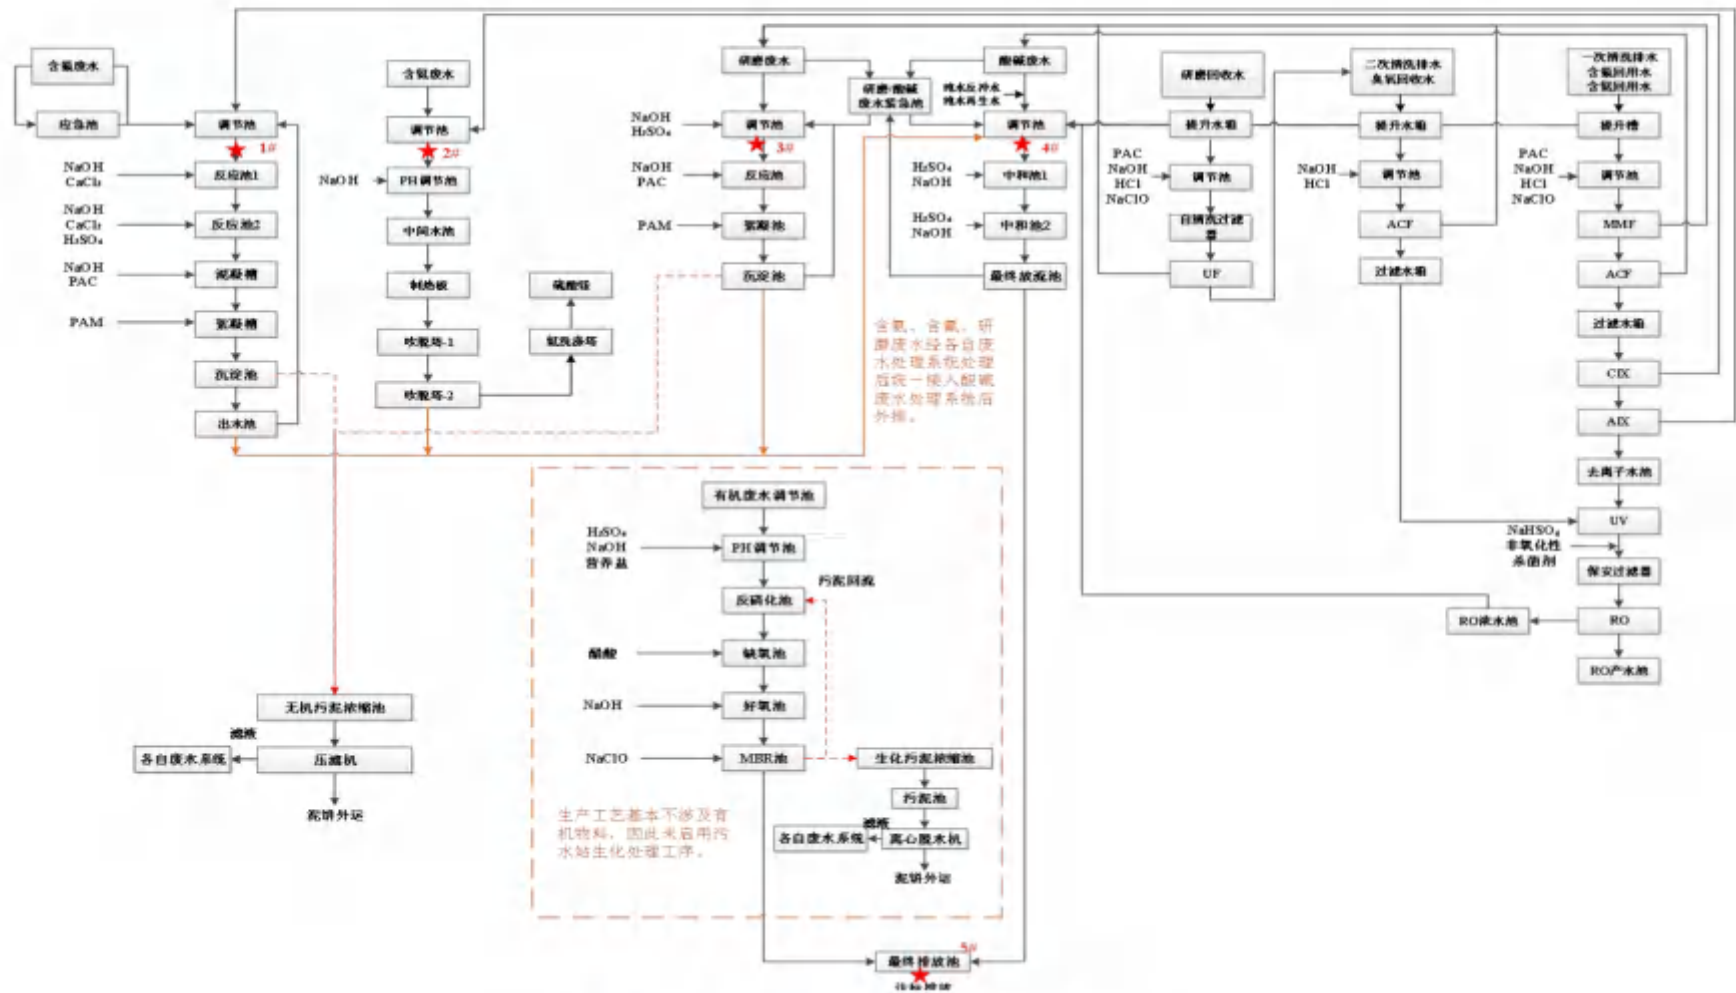 含氟废水
应急池
调节池
1#
NaOH
CaCl₂
反应池1
NaOH
CaCl₂
H₂SO₄
反应池2
NaOH
PAC
混凝槽
PAM
絮凝槽
沉淀池
出水池
含氨废水
调节池
2#
NaOH
PH调节池
中间水池
制热板
吹脱塔-1
吹脱塔-2
硫酸铵
氨洗涤塔
研磨废水
NaOH
H₂SO₄
调节池
3#
NaOH
PAC
反应池
PAM
絮凝池
沉淀池
研磨/酸碱
废水紧急池
酸碱废水
纯水反冲水
纯水再生水
调节池
4#
H₂SO₄
NaOH
中和池1
H₂SO₄
NaOH
中和池2
最终放流池
含氨、含氟、研
磨废水经各自废
水处理系统处理
后统一接入酸碱
废水处理系统后
外排。
研磨回收水
提升水箱
PAC
NaOH
HCl
NaClO
调节池
自清洗过滤
器
UF
二次清洗排水
臭氧回收水
提升水箱
NaOH
HCl
调节池
ACF
过滤水箱
一次清洗排水
含氟回用水
含氨回用水
提升槽
PAC
NaOH
HCl
NaClO
调节池
MMF
ACF
过滤水箱
CIX
AIX
去离子水池
UV
NaHSO₄
非氧化性
杀菌剂
保安过滤器
RO
RO浓水池
RO产水池
有机废水调节池
H₂SO₄
NaOH
营养盐
PH调节池
污泥回流
反硝化池
醋酸
缺氧池
NaOH
好氧池
NaClO
MBR池
生化污泥浓缩池
污泥池
滤液
各自废水系统
离心脱水机
泥饼外运
生产工艺基本不涉及有
机物料，因此未启用污
水站生化处理工序。
无机污泥浓缩池
滤液
各自废水系统
压滤机
泥饼外运
5#
最终排放池